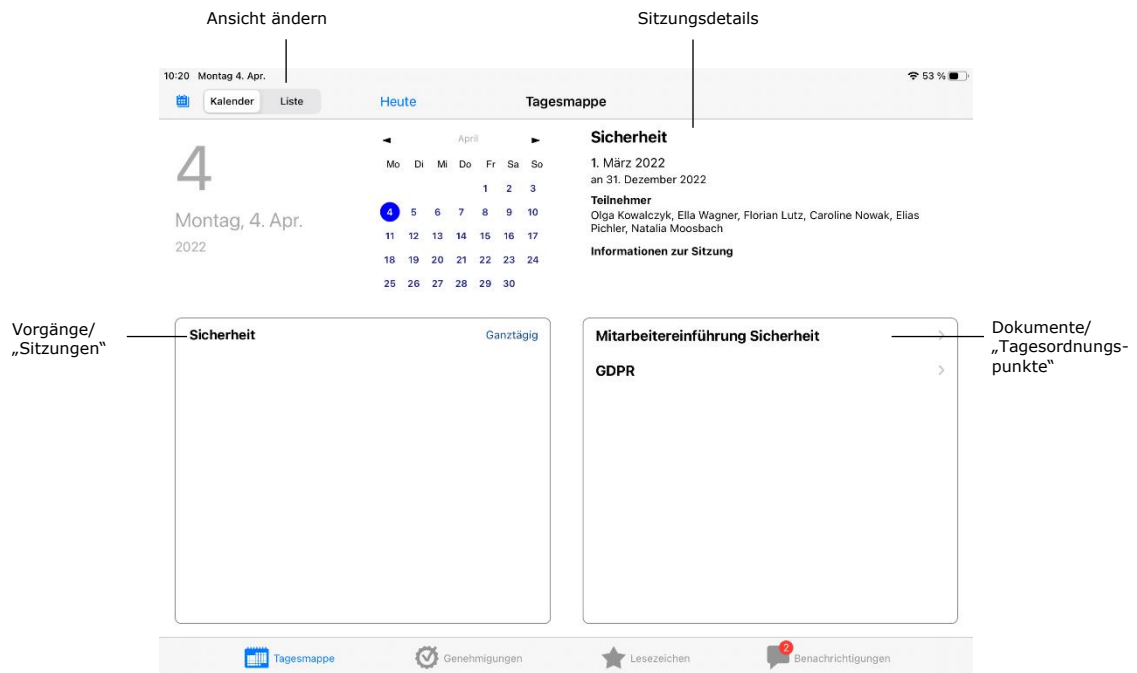 Ansicht ändern
Sitzungsdetails
10:20 Montag 4. Apr.
53 %
Kalender
Liste
Heute
Tagesmappe
4
Montag, 4. Apr.
2022
April
Mo Di Mi Do Fr Sa So
1 2 3
4 5 6 7 8 9 10
11 12 13 14 15 16 17
18 19 20 21 22 23 24
25 26 27 28 29 30
Sicherheit
1. März 2022
an 31. Dezember 2022
Teilnehmer
Olga Kowalczyk, Ella Wagner, Florian Lutz, Caroline Nowak, Elias
Pichler, Natalia Moosbach
Informationen zur Sitzung
Vorgänge/
„Sitzungen“
Sicherheit
Ganztägig
Mitarbeitereinführung Sicherheit
GDPR
Dokumente/
„Tagesordnungs-
punkte“
Tagesmappe
Genehmigungen
Lesezeichen
2
Benachrichtigungen